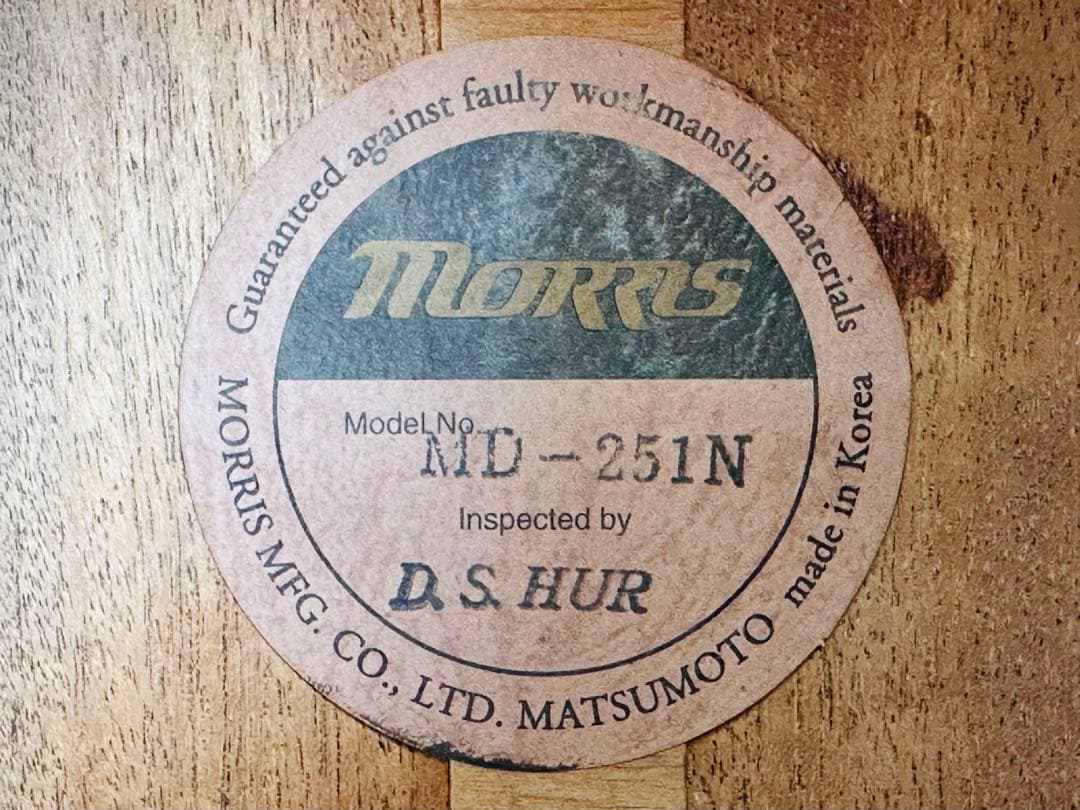 Guaranteed against faulty workmanship materials
MORRIS
Model No.
MD-251N
Inspected by
D. S. HUR
MORRIS MFG. CO., LTD. MATSUMOTO made in Korea